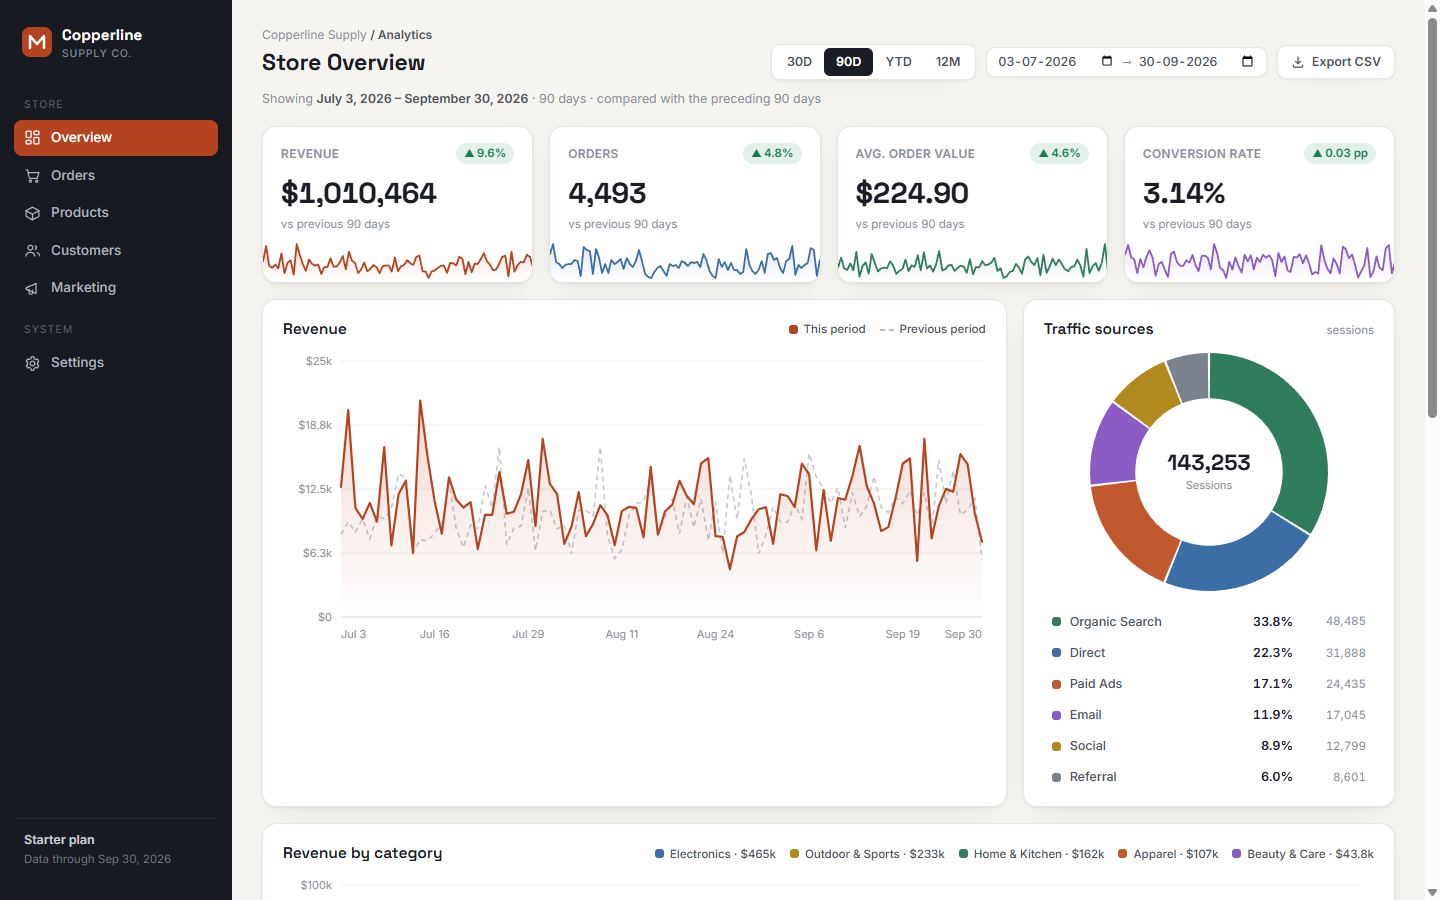 Copperline
SUPPLY CO.
STORE
Overview
Orders
Products
Customers
Marketing
SYSTEM
Settings
Starter plan
Data through Sep 30, 2026
Copperline Supply / Analytics
Store Overview
30D 90D YTD 12M
03-07-2026 → 30-09-2026
Export CSV
Showing July 3, 2026 – September 30, 2026 · 90 days · compared with the preceding 90 days
REVENUE ▲ 9.6%
$1,010,464
vs previous 90 days
ORDERS ▲ 4.8%
4,493
vs previous 90 days
AVG. ORDER VALUE ▲ 4.6%
$224.90
vs previous 90 days
CONVERSION RATE ▲ 0.03 pp
3.14%
vs previous 90 days
Revenue
This period Previous period
$25k
$18.8k
$12.5k
$6.3k
$0
Jul 3 Jul 16 Jul 29 Aug 11 Aug 24 Sep 6 Sep 19 Sep 30
Traffic sources sessions
143,253
Sessions
Organic Search 33.8% 48,485
Direct 22.3% 31,888
Paid Ads 17.1% 24,435
Email 11.9% 17,045
Social 8.9% 12,799
Referral 6.0% 8,601
Revenue by category
Electronics · $465k Outdoor & Sports · $233k Home & Kitchen · $162k Apparel · $107k Beauty & Care · $43.8k
$100k